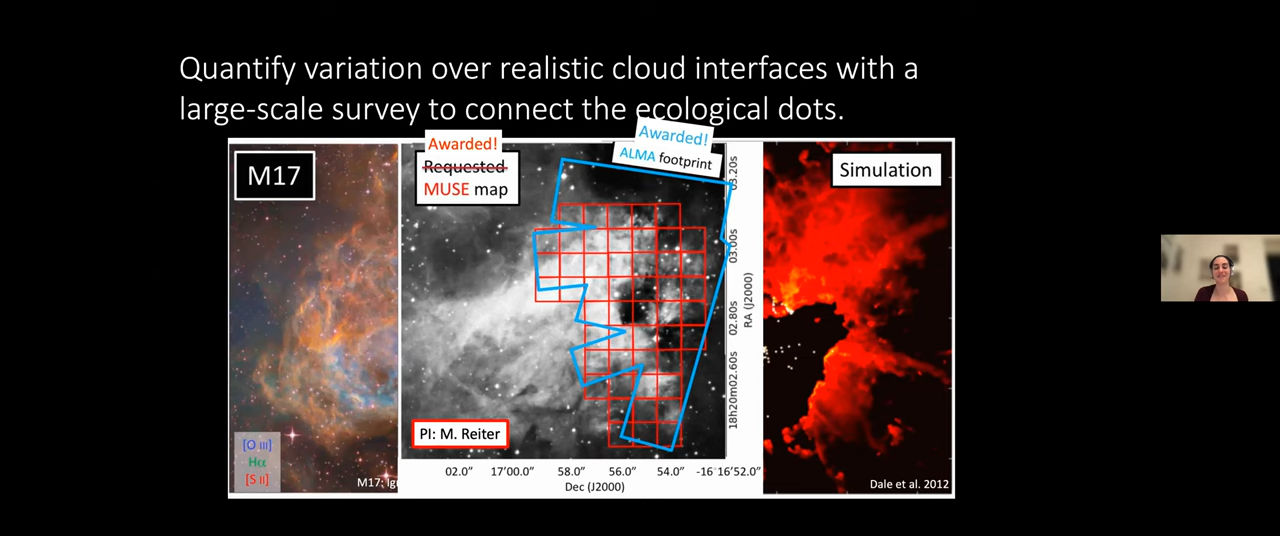 Quantify variation over realistic cloud interfaces with a
large-scale survey to connect the ecological dots.
M17
[O III]
Hα
[S II]
M17:
Awarded!
Requested
MUSE map
Awarded!
ALMA footprint
PI: M. Reiter
03.20s
03.00s
02.80s
18h20m02.60s
RA (J2000)
02.0" 17'00.0" 58.0" 56.0" 54.0" -16 16'52.0"
Dec (J2000)
Simulation
Dale et al. 2012